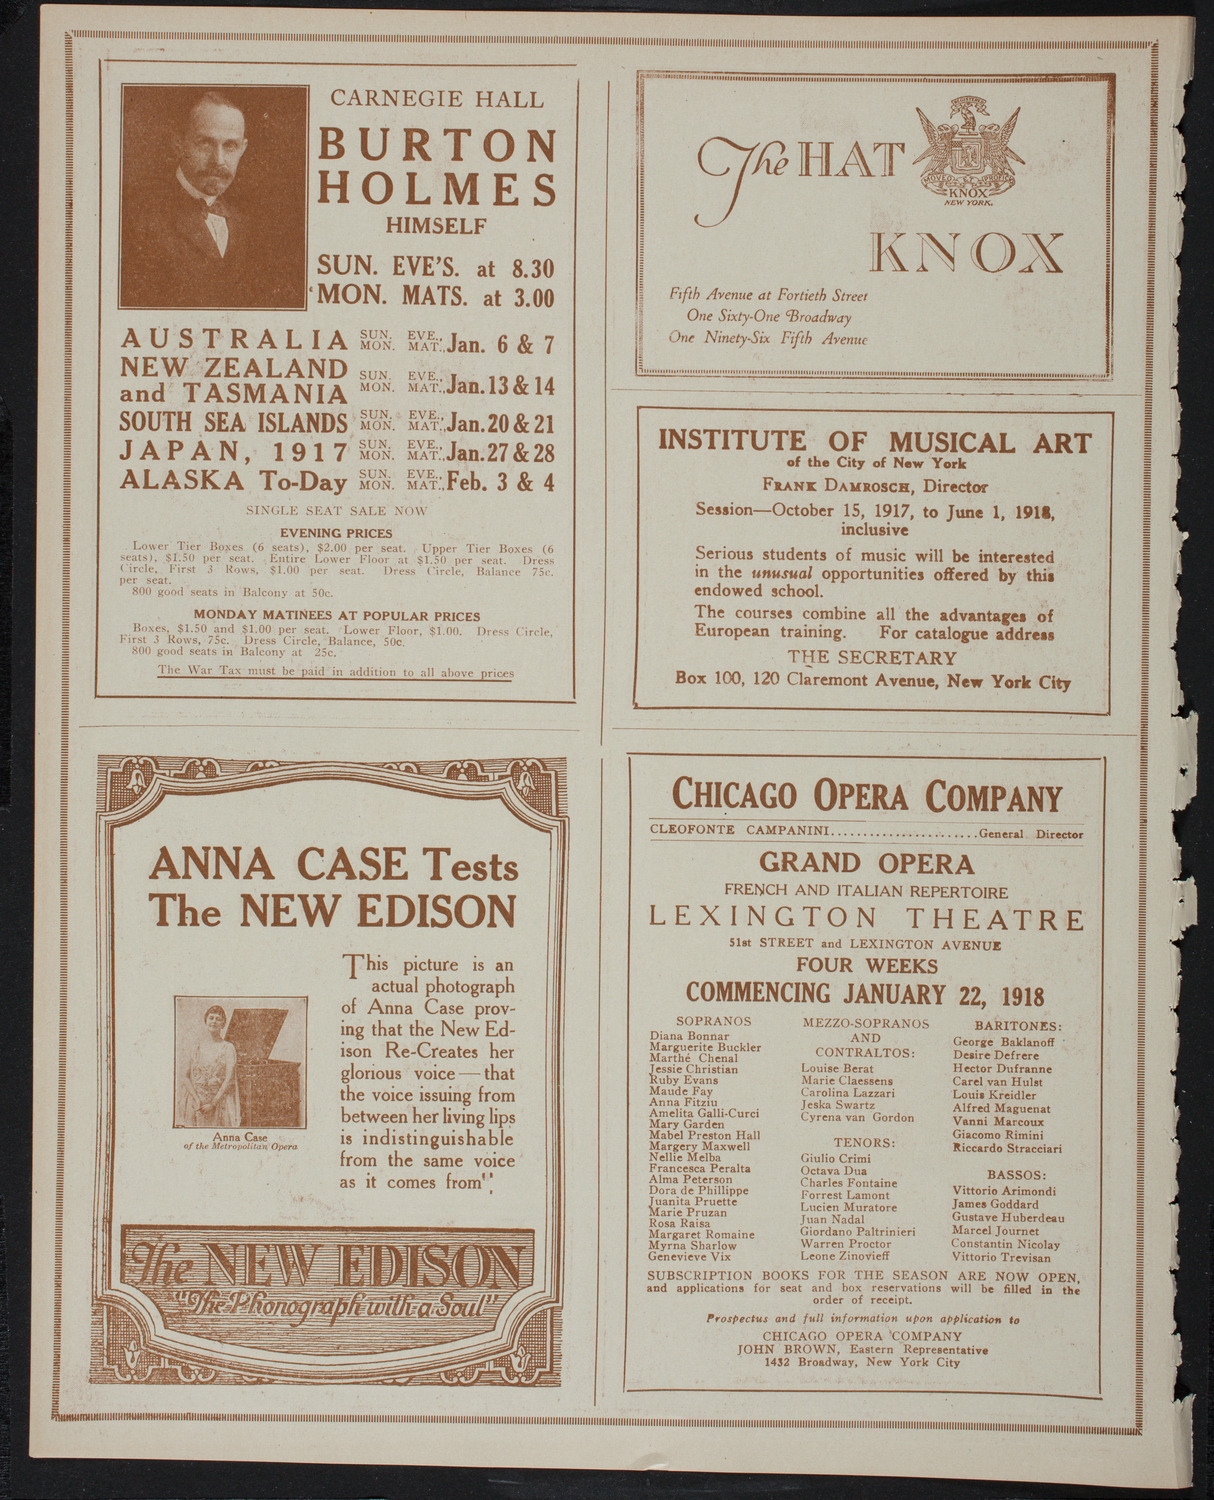 CARNEGIE HALL
BURTON
HOLMES
HIMSELF
SUN. EVE'S. at 8.30
MON. MATS. at 3.00
AUSTRALIA SUN. EVE., MON. MAT., Jan. 6 & 7
NEW ZEALAND
and TASMANIA SUN. EVE., MON. MAT., Jan. 13 & 14
SOUTH SEA ISLANDS SUN. EVE., MON. MAT., Jan. 20 & 21
JAPAN, 1917 SUN. EVE., MON. MAT., Jan. 27 & 28
ALASKA To-Day SUN. EVE., MON. MAT., Feb. 3 & 4
SINGLE SEAT SALE NOW
EVENING PRICES
Lower Tier Boxes (6 seats), $2.00 per seat. Upper Tier Boxes (6
seats), $1.50 per seat. Entire Lower Floor at $1.50 per seat. Dress
Circle, First 3 Rows, $1.00 per seat. Dress Circle, Balance 75c.
per seat.
800 good seats in Balcony at 50c.
MONDAY MATINEES AT POPULAR PRICES
Boxes, $1.50 and $1.00 per seat. Lower Floor, $1.00. Dress Circle,
First 3 Rows, 75c. Dress Circle, Balance, 50c.
800 good seats in Balcony at 25c.
The War Tax must be paid in addition to all above prices
The HAT
KNOX
NEW YORK.
KNOX
Fifth Avenue at Fortieth Street
One Sixty-One Broadway
One Ninety-Six Fifth Avenue
INSTITUTE OF MUSICAL ART
of the City of New York
FRANK DAMROSCH, Director
Session—October 15, 1917, to June 1, 1918,
inclusive
Serious students of music will be interested
in the unusual opportunities offered by this
endowed school.
The courses combine all the advantages of
European training. For catalogue address
THE SECRETARY
Box 100, 120 Claremont Avenue, New York City
ANNA CASE Tests
The NEW EDISON
This picture is an
actual photograph
of Anna Case prov-
ing that the New Ed-
ison Re-Creates her
glorious voice—that
the voice issuing from
between her living lips
is indistinguishable
from the same voice
as it comes from"
Anna Case
of the Metropolitan Opera
The NEW EDISON
"The Phonograph with a Soul"
CHICAGO OPERA COMPANY
CLEOFONTE CAMPANINI.......................General Director
GRAND OPERA
FRENCH AND ITALIAN REPERTOIRE
LEXINGTON THEATRE
51st STREET and LEXINGTON AVENUE
FOUR WEEKS
COMMENCING JANUARY 22, 1918
SOPRANOS
Diana Bonnar
Marguerite Buckler
Marthé Chenal
Jessie Christian
Ruby Evans
Maude Fay
Anna Fitziu
Amelita Galli-Curci
Mary Garden
Mabel Preston Hall
Margery Maxwell
Nellie Melba
Francesca Peralta
Alma Peterson
Dora de Phillippe
Juanita Pruette
Marie Pruzan
Rosa Raisa
Margaret Romaine
Myrna Sharlow
Genevieve Vix
MEZZO-SOPRANOS
AND
CONTRALTOS:
Louise Berat
Marie Claessens
Carolina Lazzari
Jeska Swartz
Cyrena van Gordon
TENORS:
Giulio Crimi
Octava Dua
Charles Fontaine
Forrest Lamont
Lucien Muratore
Juan Nadal
Giordano Paltrinieri
Warren Proctor
Leone Zinovieff
BARITONES:
George Baklanoff
Desire Defrere
Hector Dufranne
Carel van Hulst
Louis Kreidler
Alfred Maguenat
Vanni Marcoux
Giacomo Rimini
Riccardo Stracciari
BASSOS:
Vittorio Arimondi
James Goddard
Gustave Huberdeau
Marcel Journet
Constantin Nicolay
Vittorio Trevisan
SUBSCRIPTION BOOKS FOR THE SEASON ARE NOW OPEN,
and applications for seat and box reservations will be filled in the
order of receipt.
Prospectus and full information upon application to
CHICAGO OPERA COMPANY
JOHN BROWN, Eastern Representative
1432 Broadway, New York City